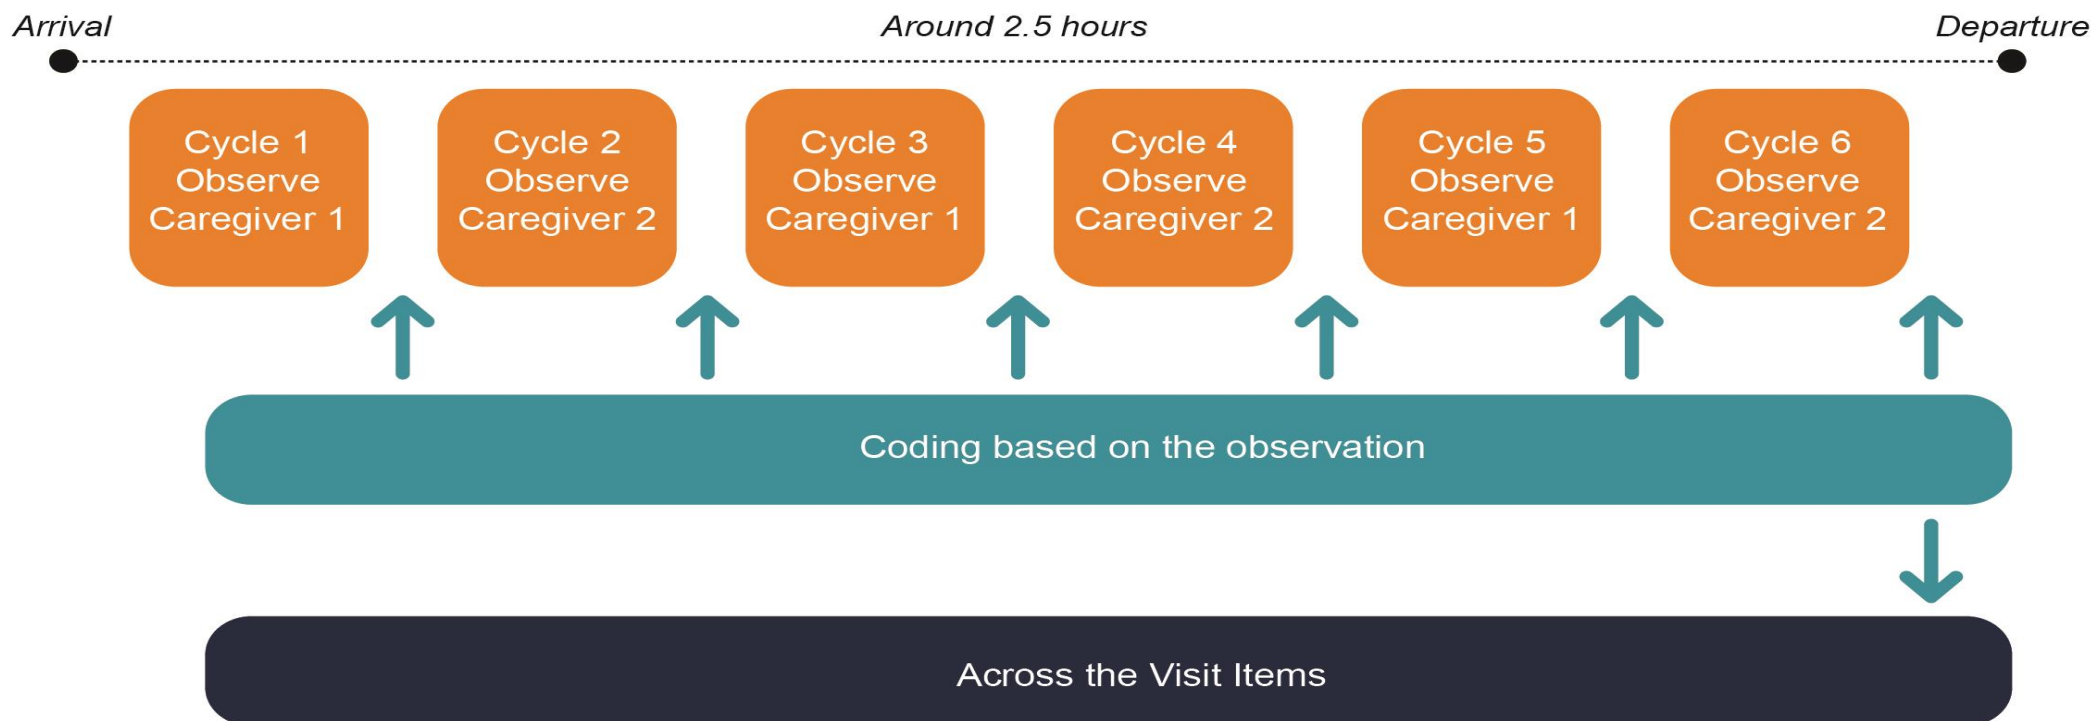 Arrival
Around 2.5 hours
Departure
Cycle 1
Observe
Caregiver 1
Cycle 2
Observe
Caregiver 2
Cycle 3
Observe
Caregiver 1
Cycle 4
Observe
Caregiver 2
Cycle 5
Observe
Caregiver 1
Cycle 6
Observe
Caregiver 2
Coding based on the observation
Across the Visit Items